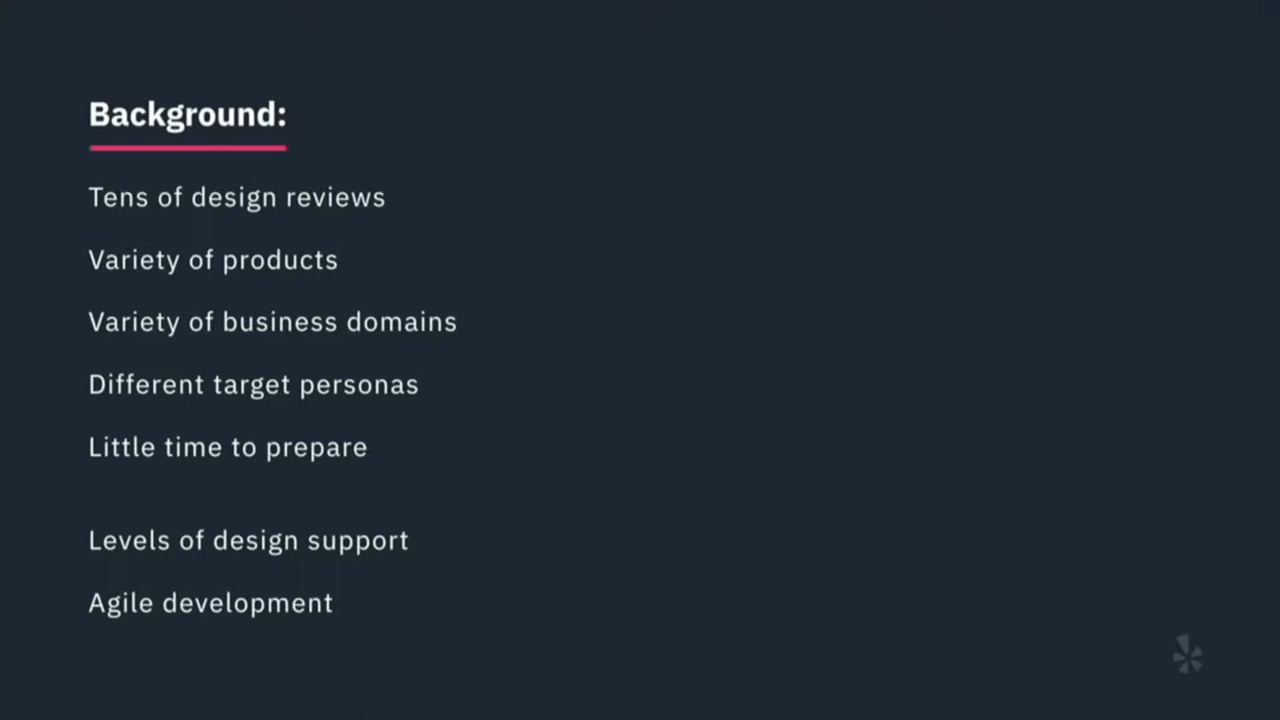 Background:
Tens of design reviews
Variety of products
Variety of business domains
Different target personas
Little time to prepare
Levels of design support
Agile development